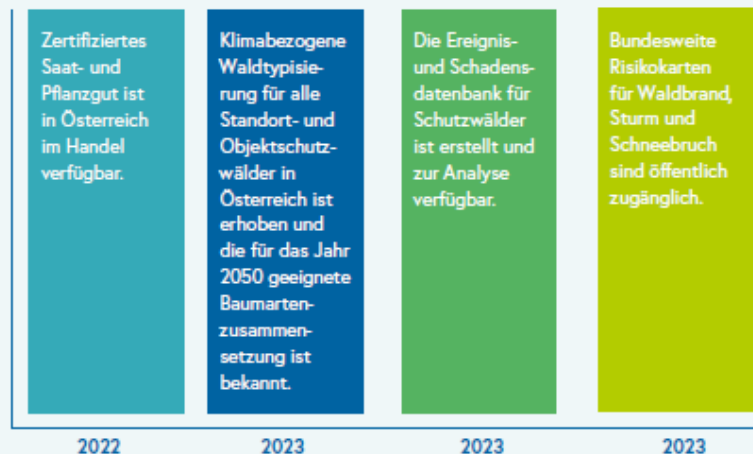 Zertifiziertes
Saat- und
Pflanzgut ist
in Österreich
im Handel
verfügbar.
Klimabezogene
Waldtypisie-
rung für alle
Standort- und
Objektschutz-
wälder in
Österreich ist
erhoben und
die für das Jahr
2050 geeignete
Baumarten-
zusammen-
setzung ist
bekannt.
Die Ereignis-
und Schadens-
datenbank für
Schutzwälder
ist erstellt und
zur Analyse
verfügbar.
Bundesweite
Risikokarten
für Waldbrand,
Sturm und
Schneebruch
sind öffentlich
zugänglich.
2022
2023
2023
2023